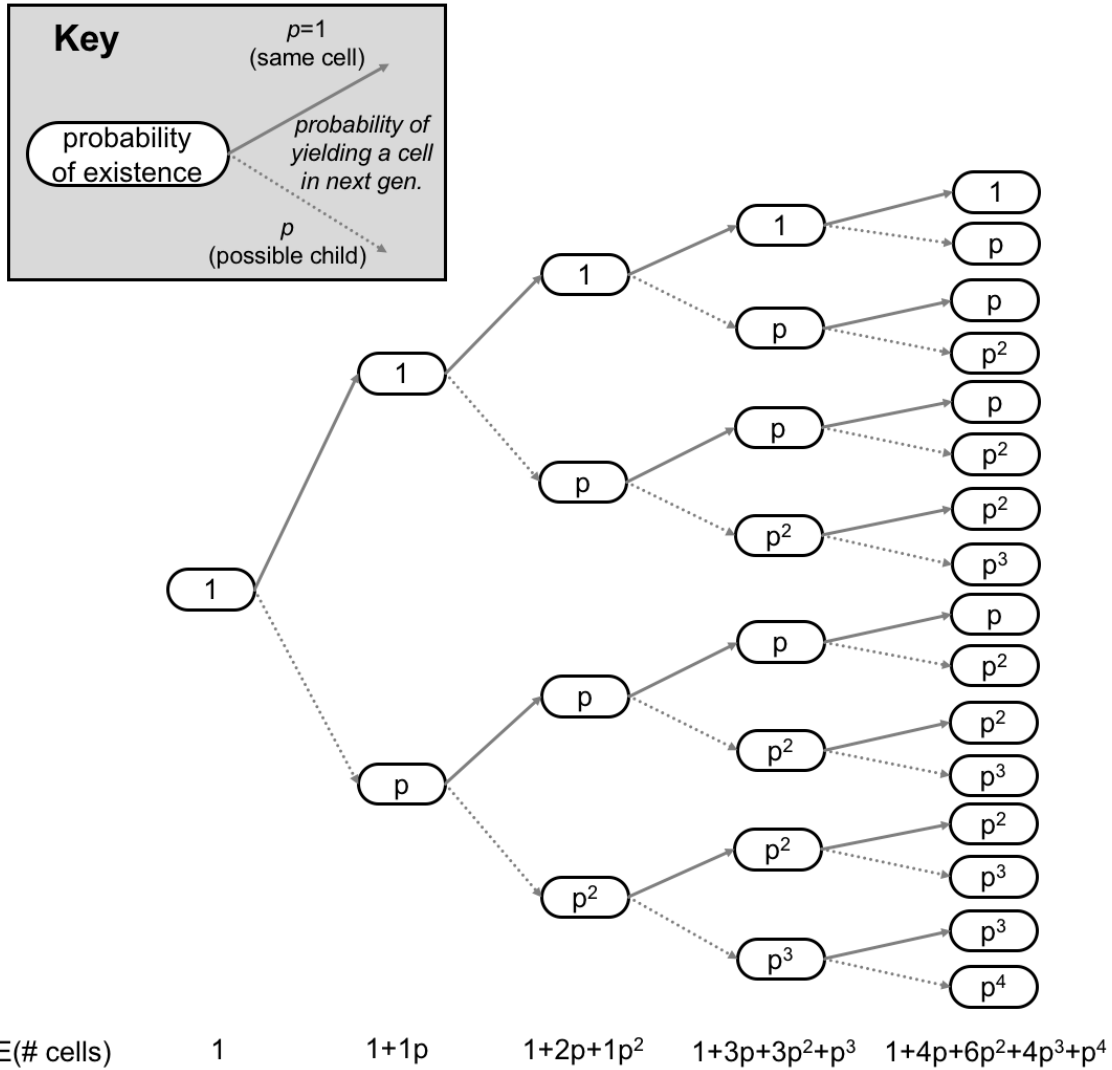 Key
p=1
(same cell)
probability
of existence
probability of
yielding a cell
in next gen.
p
(possible child)
1
1
p
1
p
p
p²
1
p
p
p²
p
p²
p²
p³
1
p
p
p²
p
p²
p²
p³
p
p²
p²
p³
p²
p³
p³
p⁴
E(# cells) 1 1+1p 1+2p+1p² 1+3p+3p²+p³ 1+4p+6p²+4p³+p⁴